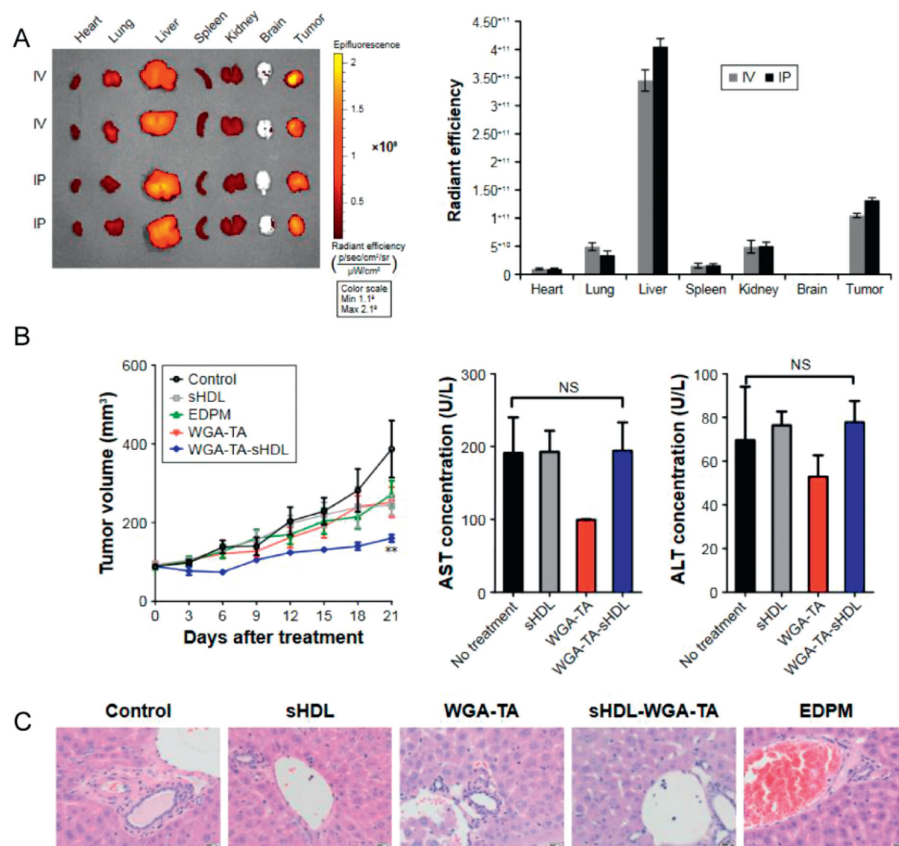 A
Heart Lung Liver Spleen Kidney Brain Tumor
IV
IV
IP
IP
Epifluorescence
2
1.5
×10⁸
1
0.5
Radiant efficiency
(p/sec/cm²/sr
µW/cm²)
Color scale
Min 1.1⁸
Max 2.1⁸
Radiant efficiency
4.50⁺¹¹
4⁻¹¹
3.50⁺¹¹
3⁻¹¹
2.50⁺¹¹
2⁻¹¹
1.50⁺¹¹
1⁻¹¹
5⁺¹⁰
0
IV IP
Heart Lung Liver Spleen Kidney Brain Tumor
B
Tumor volume (mm³)
600
400
200
0
Control
sHDL
EDPM
WGA-TA
WGA-TA-sHDL
**
0 3 6 9 12 15 18 21
Days after treatment
AST concentration (U/L)
300
200
100
0
NS
No treatment
sHDL
WGA-TA
WGA-TA-sHDL
ALT concentration (U/L)
100
80
60
40
20
0
NS
No treatment
sHDL
WGA-TA
WGA-TA-sHDL
C
Control sHDL WGA-TA sHDL-WGA-TA EDPM